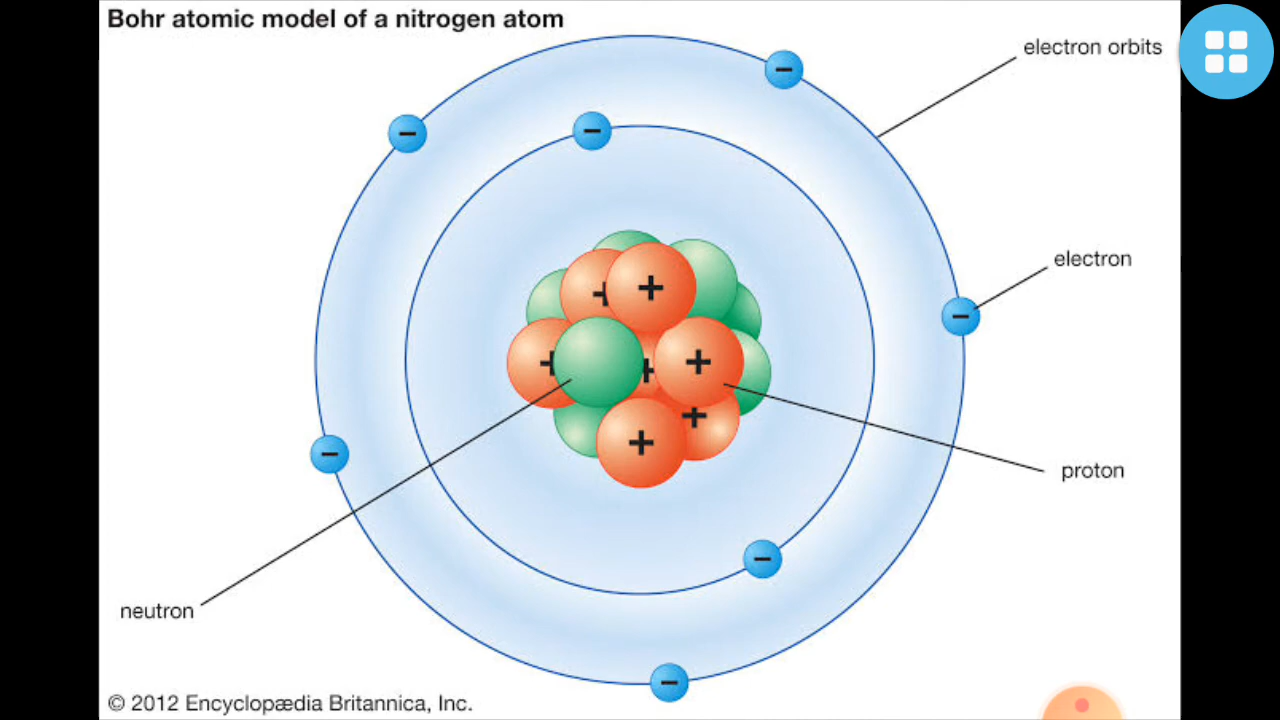 Bohr atomic model of a nitrogen atom
electron orbits
electron
proton
neutron
© 2012 Encyclopædia Britannica, Inc.